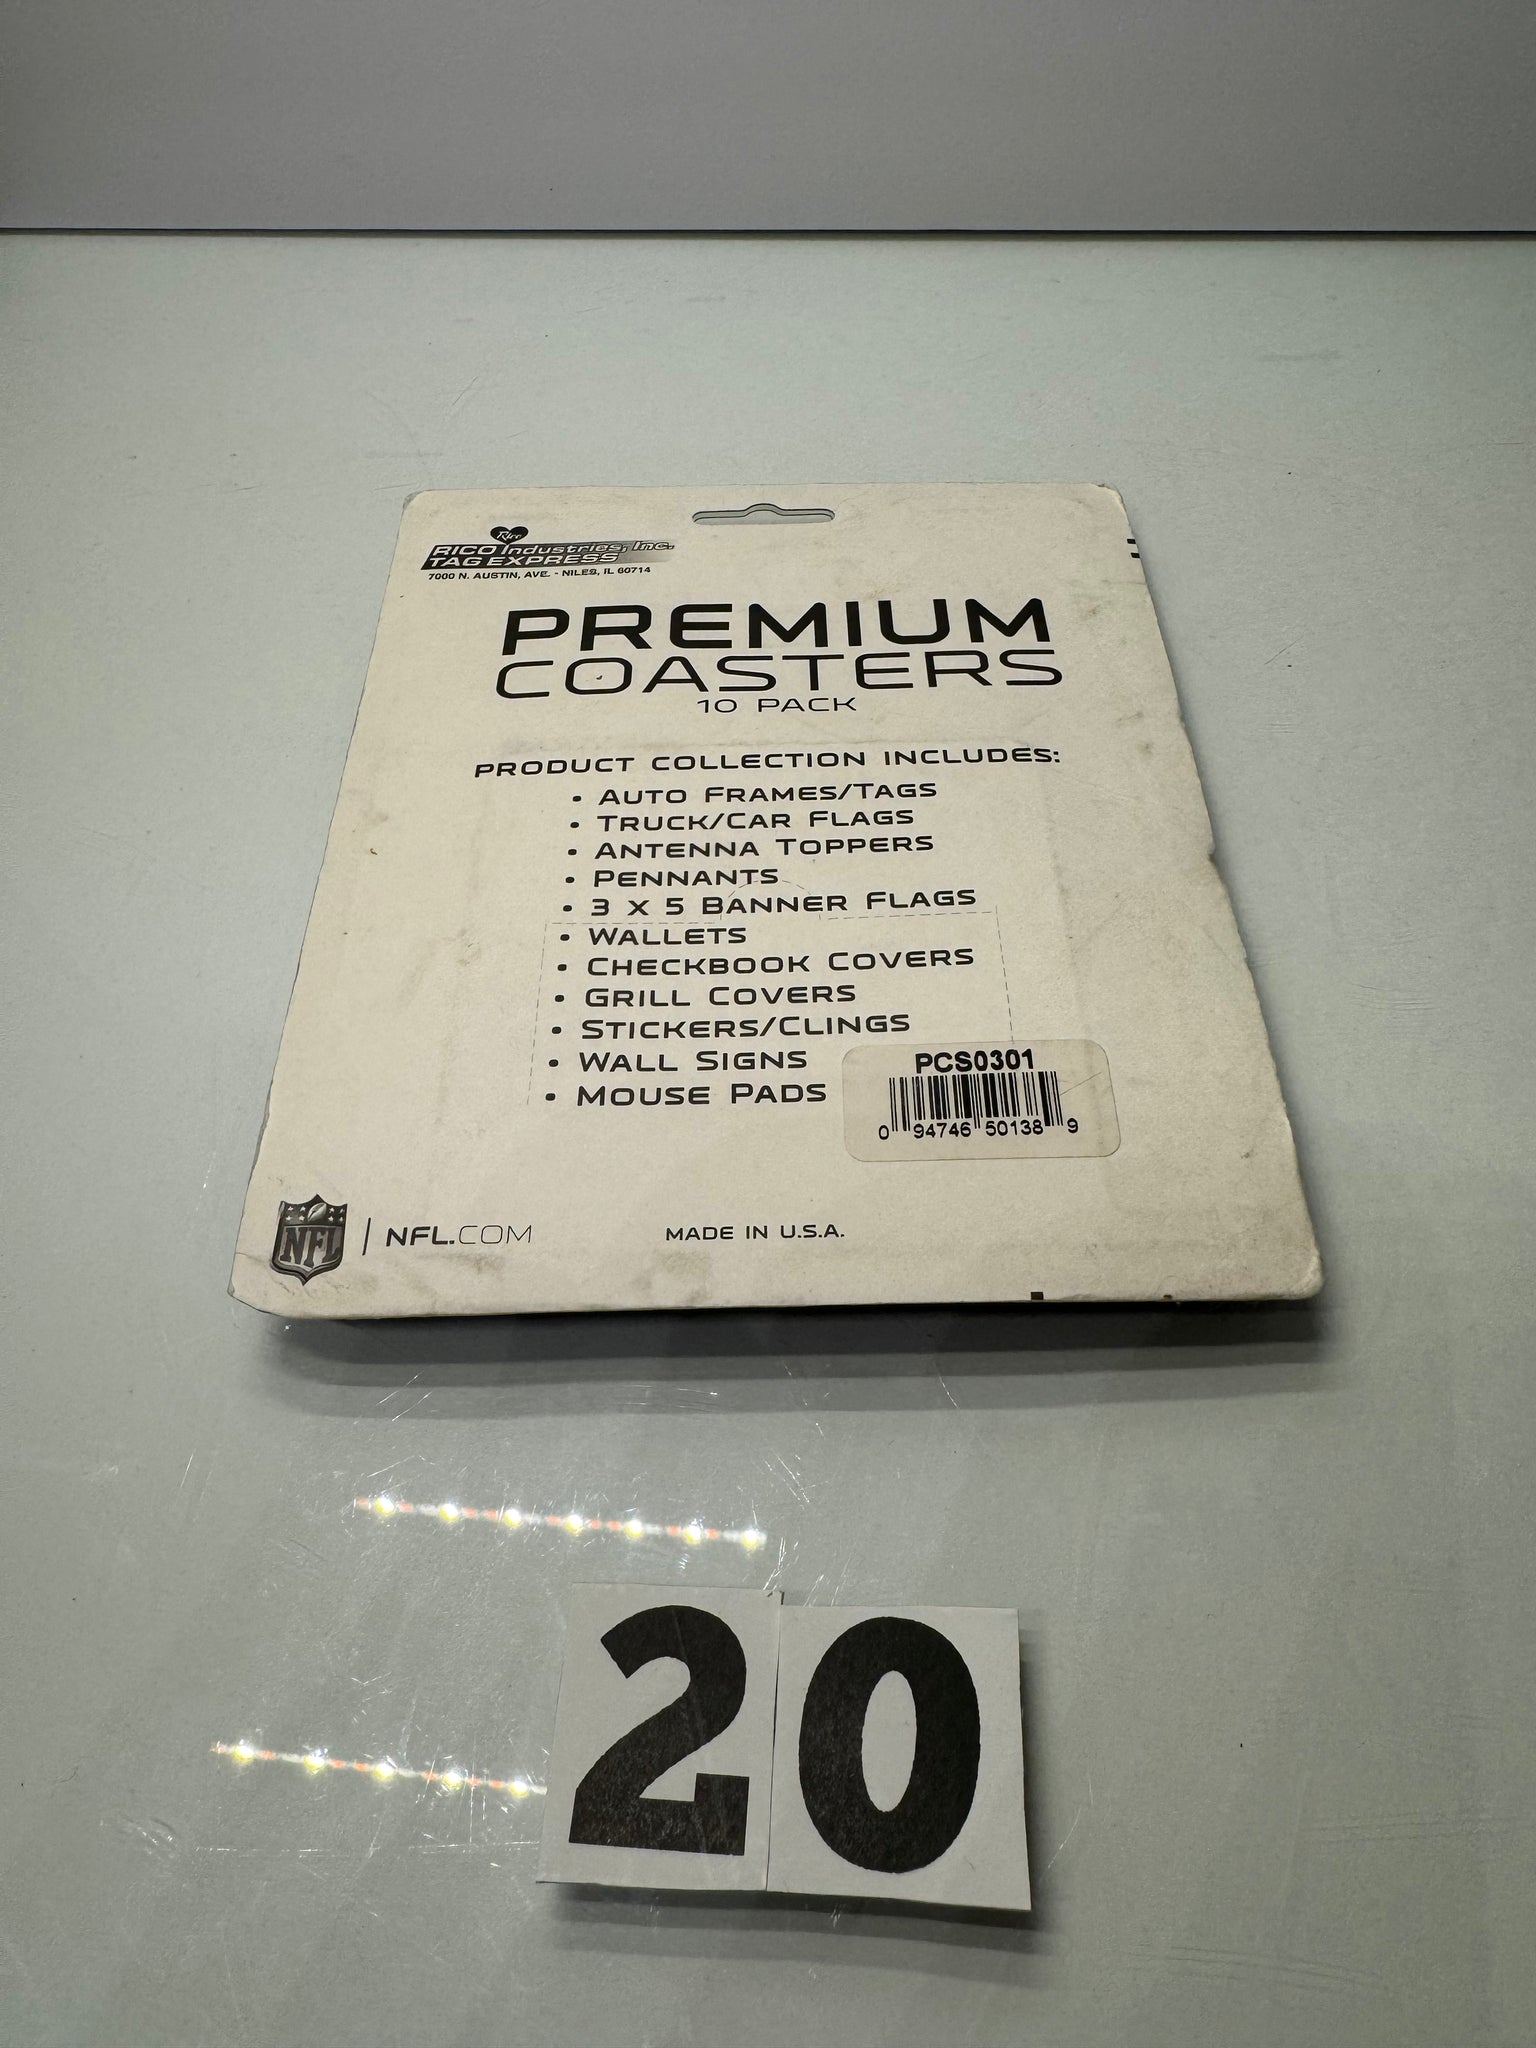 Rico
RICO Industries, Inc.
TAG EXPRESS
7000 N. AUSTIN, AVE. - NILES, IL 60714
PREMIUM
COASTERS
10 PACK
PRODUCT COLLECTION INCLUDES:
• AUTO FRAMES/TAGS
• TRUCK/CAR FLAGS
• ANTENNA TOPPERS
• PENNANTS
• 3 X 5 BANNER FLAGS
• WALLETS
• CHECKBOOK COVERS
• GRILL COVERS
• STICKERS/CLINGS
• WALL SIGNS
• MOUSE PADS
PCS0301
0 94746 50138 9
NFL | NFL.COM
MADE IN U.S.A.
20